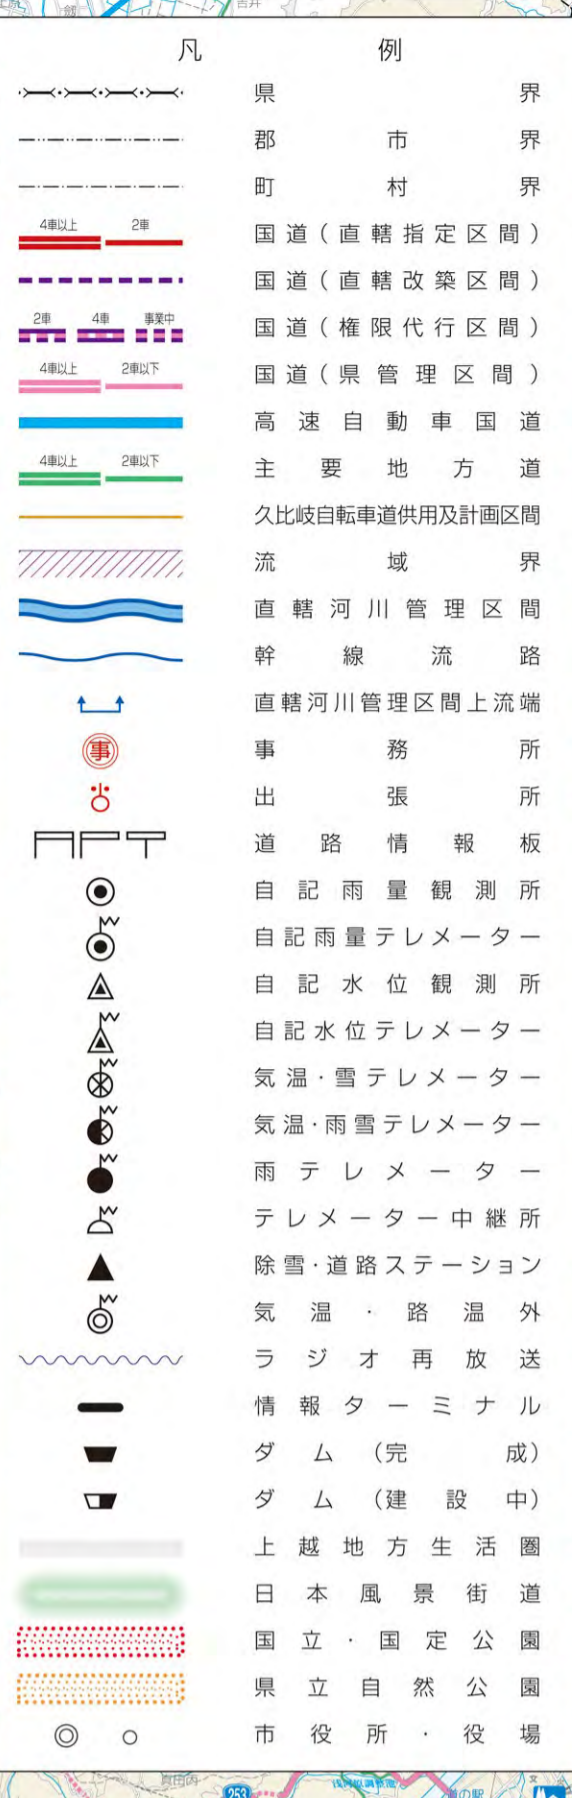 凡例
県界
郡市界
町村界
4車以上 2車 国道(直轄指定区間)
国道(直轄改築区間)
2車 4車 事業中 国道(権限代行区間)
4車以上 2車以下 国道(県管理区間)
高速自動車国道
4車以上 2車以下 主要地方道
久比岐自転車道供用及計画区間
流域界
直轄河川管理区間
幹線流路
直轄河川管理区間上流端
事 事務所
出張所
道路情報板
自記雨量観測所
自記雨量テレメーター
自記水位観測所
自記水位テレメーター
気温・雪テレメーター
気温・雨雪テレメーター
雨テレメーター
テレメーター中継所
除雪・道路ステーション
気温・路温外
ラジオ再放送
情報ターミナル
ダム(完成)
ダム(建設中)
上越地方生活圏
日本風景街道
国立・国定公園
県立自然公園
市役所・役場
253